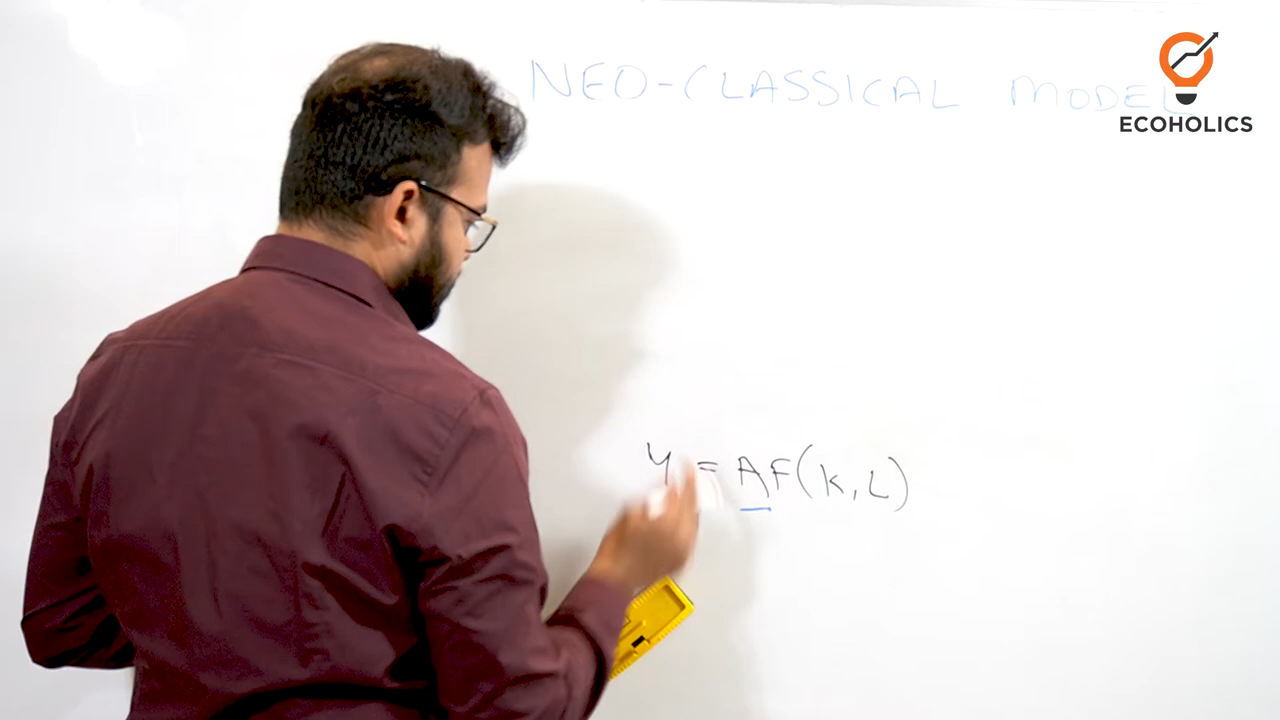 NEO-CLASSICAL MODEL
ECOHOLICS
Y = AF(K, L)